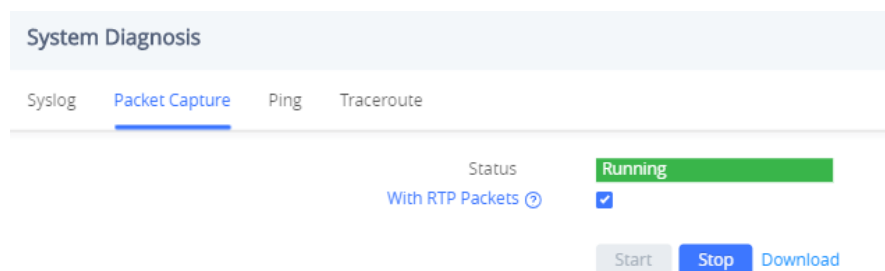 System Diagnosis
Syslog Packet Capture Ping Traceroute
Status Running
With RTP Packets ?
Start Stop Download